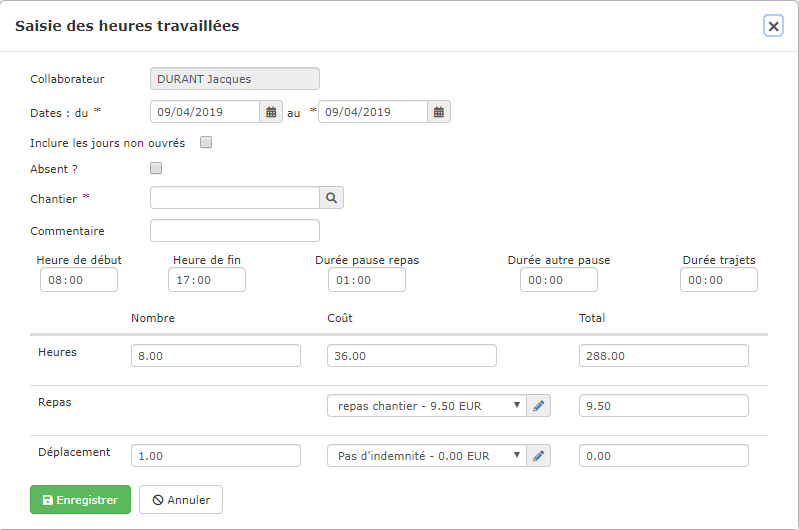 Saisie des heures travaillées
Collaborateur DURANT Jacques
Dates : du * 09/04/2019 au * 09/04/2019
Inclure les jours non ouvrés
Absent ?
Chantier *
Commentaire
Heure de début Heure de fin Durée pause repas Durée autre pause Durée trajets
08:00 17:00 01:00 00:00 00:00
Nombre Coût Total
Heures 8.00 36.00 288.00
Repas repas chantier - 9.50 EUR 9.50
Déplacement 1.00 Pas d'indemnité - 0.00 EUR 0.00
Enregistrer Annuler